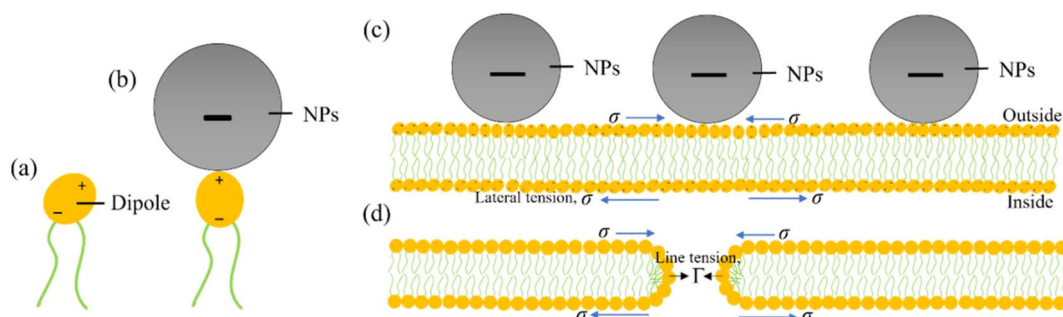 (a)
+
−
Dipole
(b)
−
NPs
+
−
(c)
−
NPs
−
NPs
−
NPs
σ
σ
Outside
Lateral tension, σ
σ
Inside
(d)
σ
σ
Line tension,
Γ
σ
σ